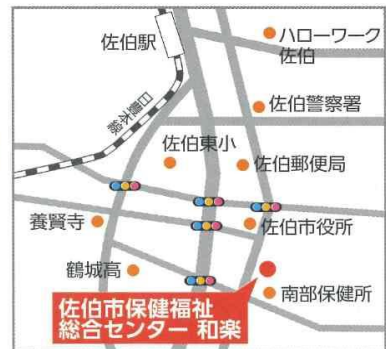 佐伯駅
ハローワーク
佐伯
日豊本線
佐伯警察署
佐伯東小
佐伯郵便局
養賢寺
佐伯市役所
鶴城高
南部保健所
佐伯市保健福祉
総合センター 和楽